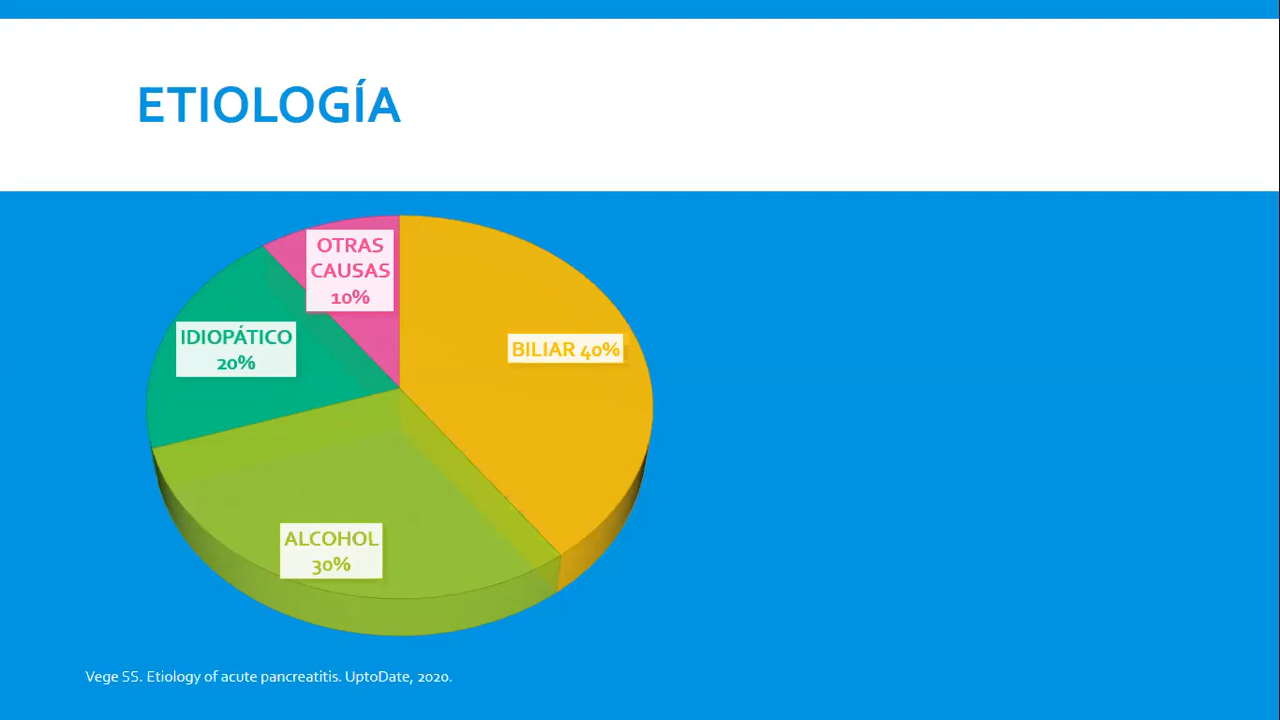 ETIOLOGÍA
OTRAS
CAUSAS
10%
IDIOPÁTICO
20%
BILIAR 40%
ALCOHOL
30%
Vege SS. Etiology of acute pancreatitis. UptoDate, 2020.